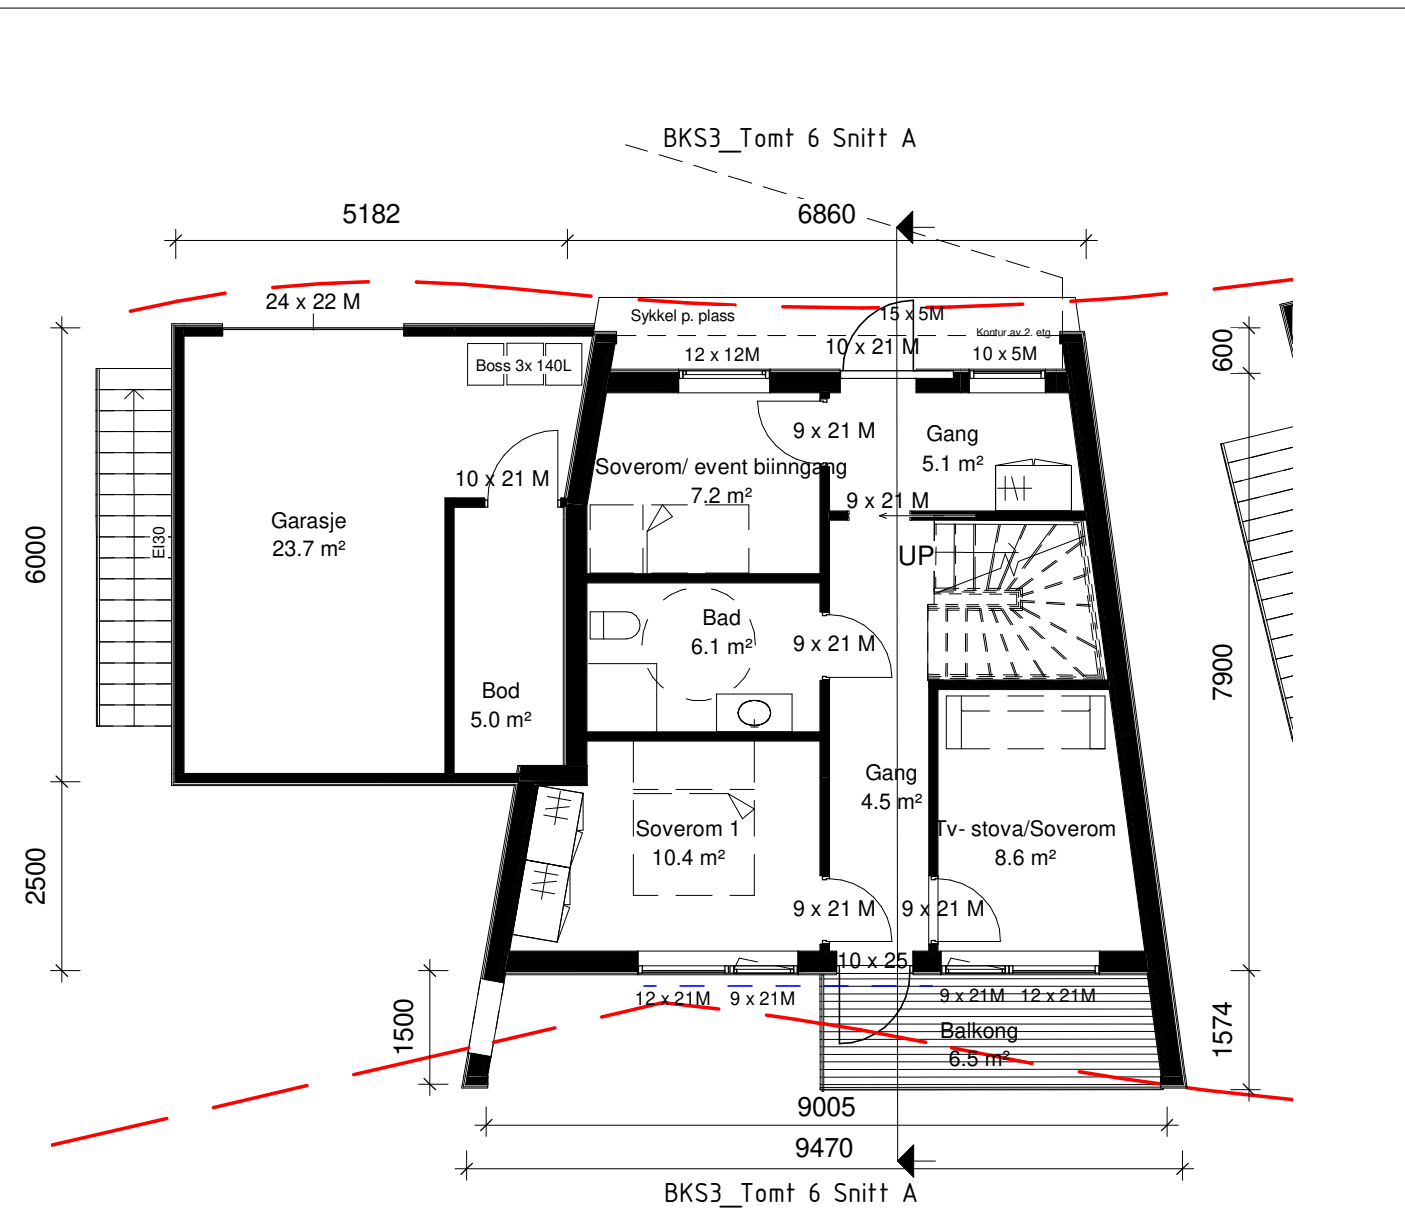 BKS3_Tomt 6 Snitt A
5182
6860
24 x 22 M
Sykkel p. plass
15 x 5M
Kontur av 2. etg
12 x 12M
10 x 21 M
10 x 5M
600
Boss 3x 140L
9 x 21 M
Gang
5.1 m²
Soverom/ event biinngang
7.2 m²
10 x 21 M
9 x 21 M
Garasje
23.7 m²
EI30
6000
UP
Bad
6.1 m²
9 x 21 M
7900
Bod
5.0 m²
Gang
4.5 m²
Soverom 1
10.4 m²
Tv- stova/Soverom
8.6 m²
2500
9 x 21 M
9 x 21 M
10 x 25
12 x 21M
9 x 21M
9 x 21M
12 x 21M
1500
Balkong
6.5 m²
1574
9005
9470
BKS3_Tomt 6 Snitt A